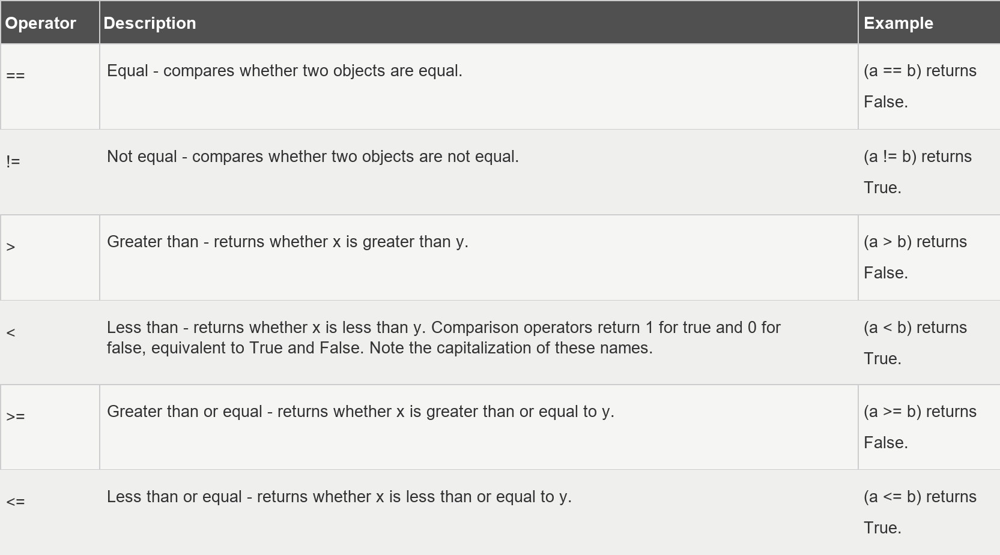 Operator Description Example
== Equal - compares whether two objects are equal. (a == b) returns
False.
!= Not equal - compares whether two objects are not equal. (a != b) returns
True.
> Greater than - returns whether x is greater than y. (a > b) returns
False.
< Less than - returns whether x is less than y. Comparison operators return 1 for true and 0 for (a < b) returns
false, equivalent to True and False. Note the capitalization of these names. True.
>= Greater than or equal - returns whether x is greater than or equal to y. (a >= b) returns
False.
<= Less than or equal - returns whether x is less than or equal to y. (a <= b) returns
True.